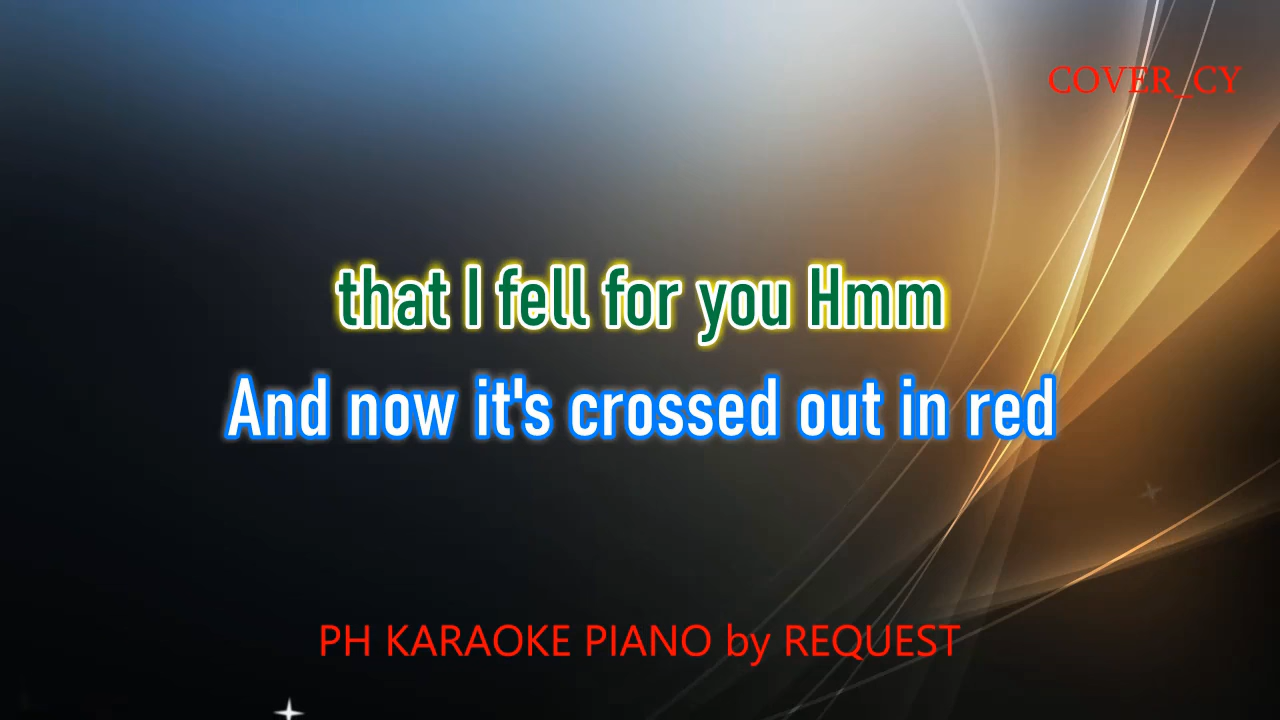 COVER_CY
that I fell for you Hmm
And now it's crossed out in red
PH KARAOKE PIANO by REQUEST